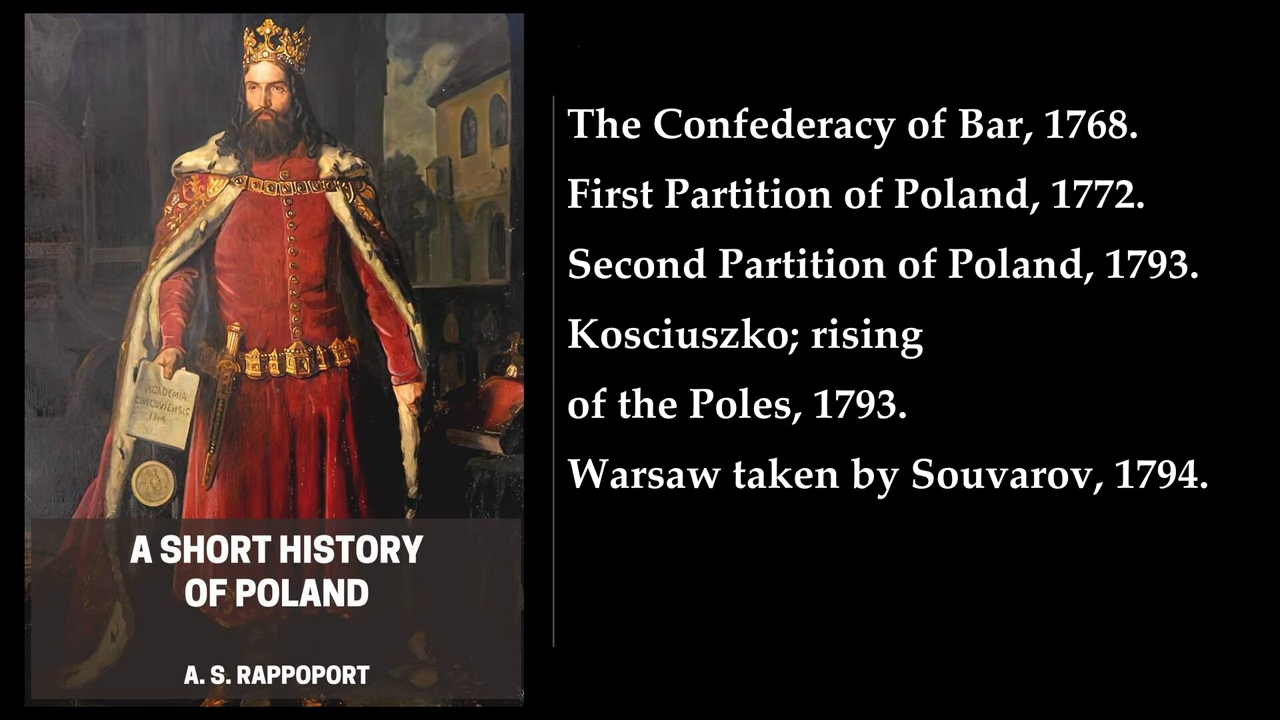 ACADEMIA
A SHORT HISTORY
OF POLAND
A. S. RAPPOPORT
The Confederacy of Bar, 1768.
First Partition of Poland, 1772.
Second Partition of Poland, 1793.
Kosciuszko; rising
of the Poles, 1793.
Warsaw taken by Souvarov, 1794.